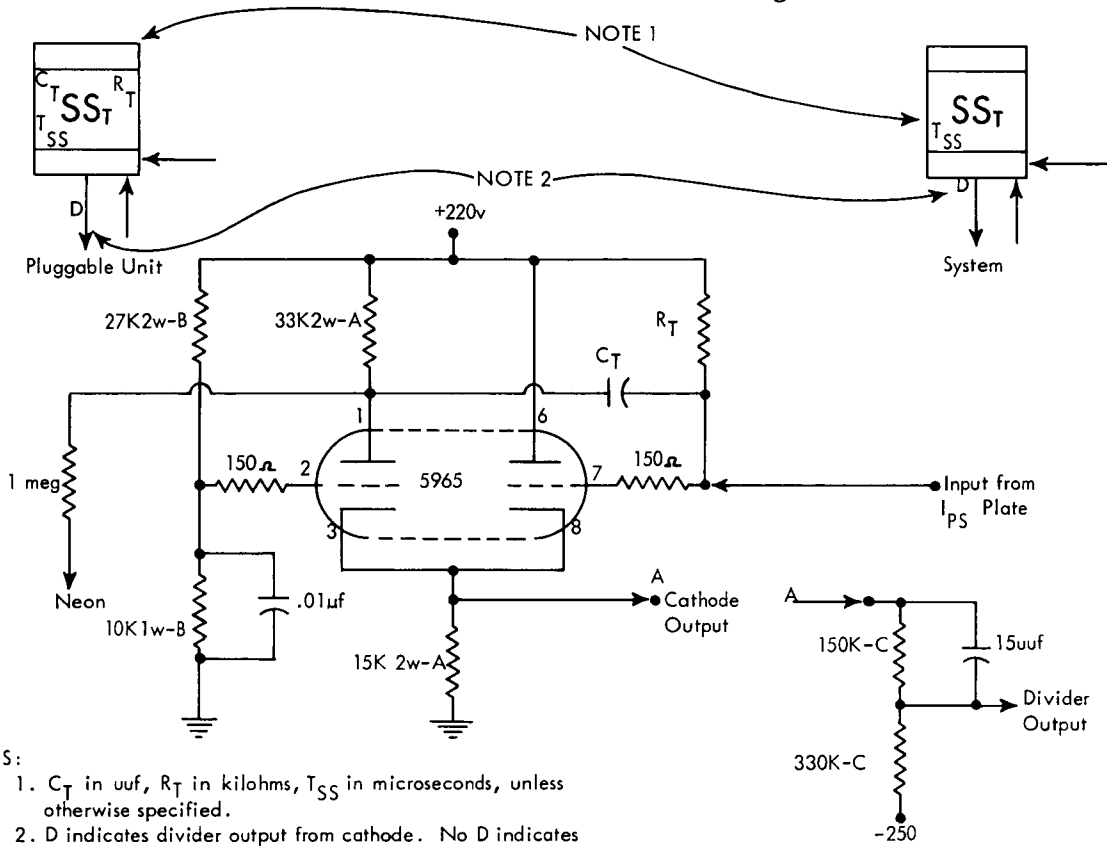 NOTE 1
C_T SS_T R_T
T_SS
SS_T
T_SS
NOTE 2
D
D
+220v
Pluggable Unit
System
27K2w-B
33K2w-A
R_T
C_T
1
6
150Ω
2
5965
7
150Ω
1 meg
Input from
I_PS Plate
3
8
Neon
.01µf
A
Cathode
Output
A
10K1w-B
15K 2w-A
150K-C
15uuf
Divider
Output
330K-C
-250
S:
1. C_T in uuf, R_T in kilohms, T_SS in microseconds, unless
otherwise specified.
2. D indicates divider output from cathode. No D indicates